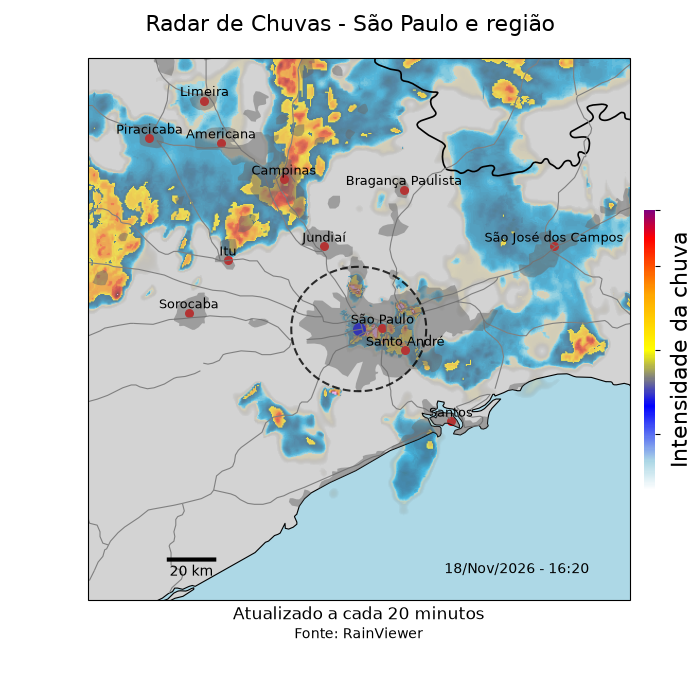 Radar de Chuvas - São Paulo e região
Limeira
Piracicaba
Americana
Campinas
Bragança Paulista
Jundiaí
São José dos Campos
Itu
Sorocaba
São Paulo
Santo André
Santos
Intensidade da chuva
20 km
18/Nov/2026 - 16:20
Atualizado a cada 20 minutos
Fonte: RainViewer